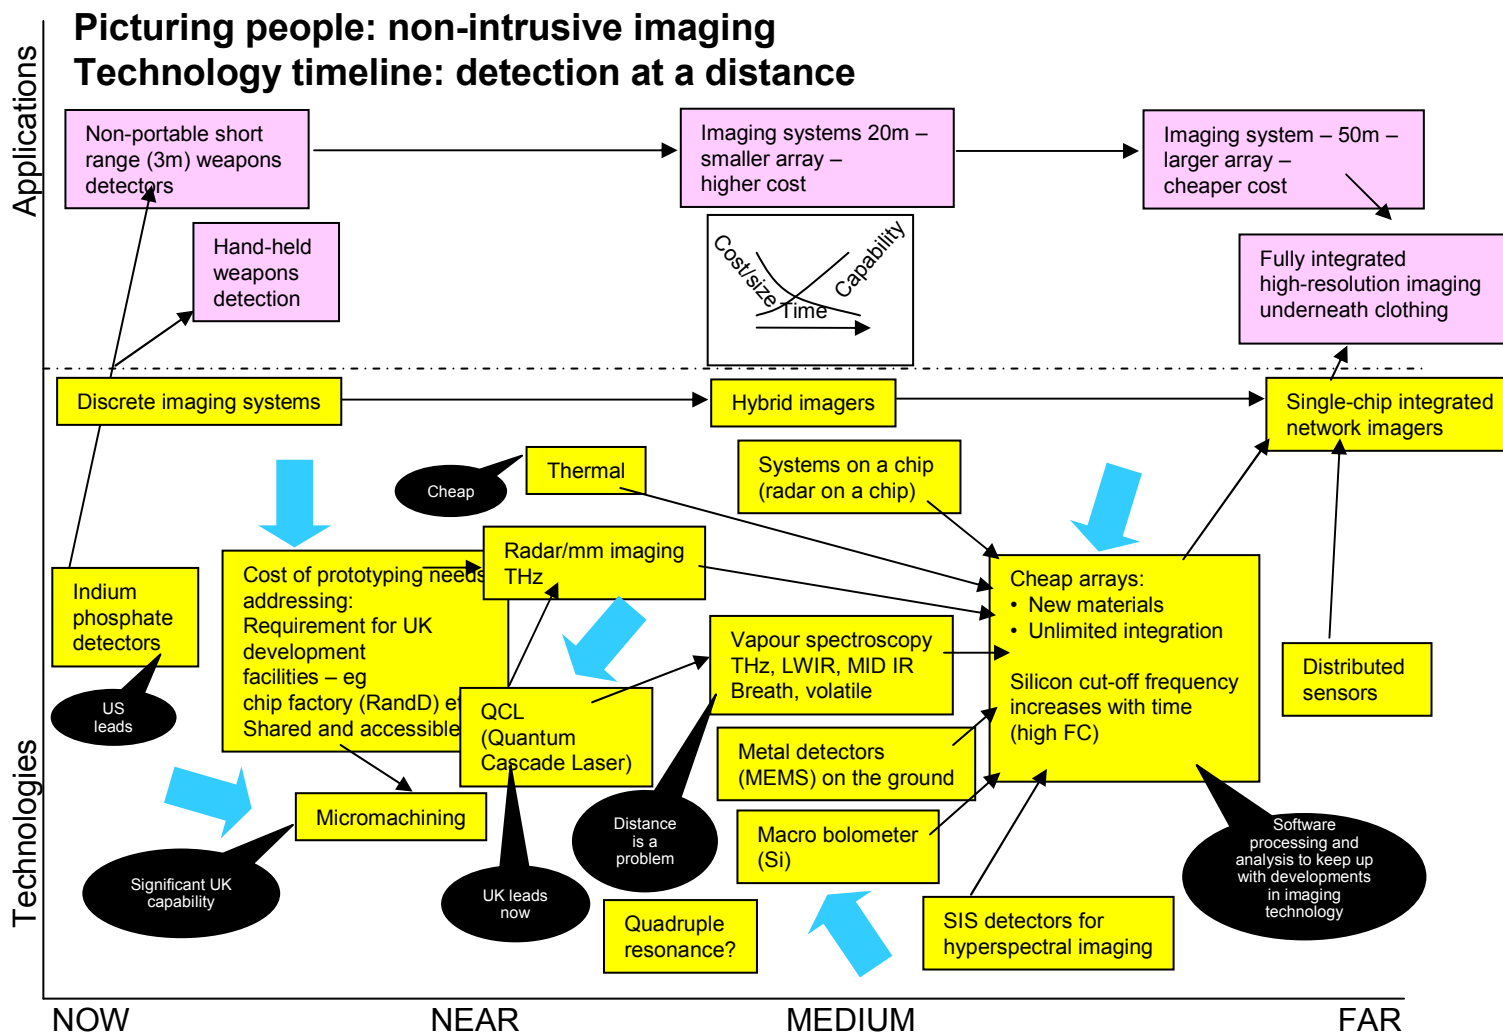 Picturing people: non-intrusive imaging
Technology timeline: detection at a distance
Applications
Non-portable short
range (3m) weapons
detectors
Imaging systems 20m –
smaller array –
higher cost
Imaging system – 50m –
larger array –
cheaper cost
Hand-held
weapons
detection
Cost/size
Capability
Time
Fully integrated
high-resolution imaging
underneath clothing
Discrete imaging systems
Hybrid imagers
Single-chip integrated
network imagers
Technologies
Cheap
Thermal
Systems on a chip
(radar on a chip)
Indium
phosphate
detectors
US
leads
Cost of prototyping needs
addressing:
Requirement for UK
development
facilities – eg
chip factory (RandD) et
Shared and accessible
Radar/mm imaging
THz
QCL
(Quantum
Cascade Laser)
Vapour spectroscopy
THz, LWIR, MID IR
Breath, volatile
Cheap arrays:
• New materials
• Unlimited integration
Silicon cut-off frequency
increases with time
(high FC)
Distributed
sensors
Metal detectors
(MEMS) on the ground
Micromachining
Significant UK
capability
UK leads
now
Distance
is a
problem
Macro bolometer
(Si)
Quadruple
resonance?
SIS detectors for
hyperspectral imaging
Software
processing and
analysis to keep up
with developments
in imaging
technology
NOW
NEAR
MEDIUM
FAR